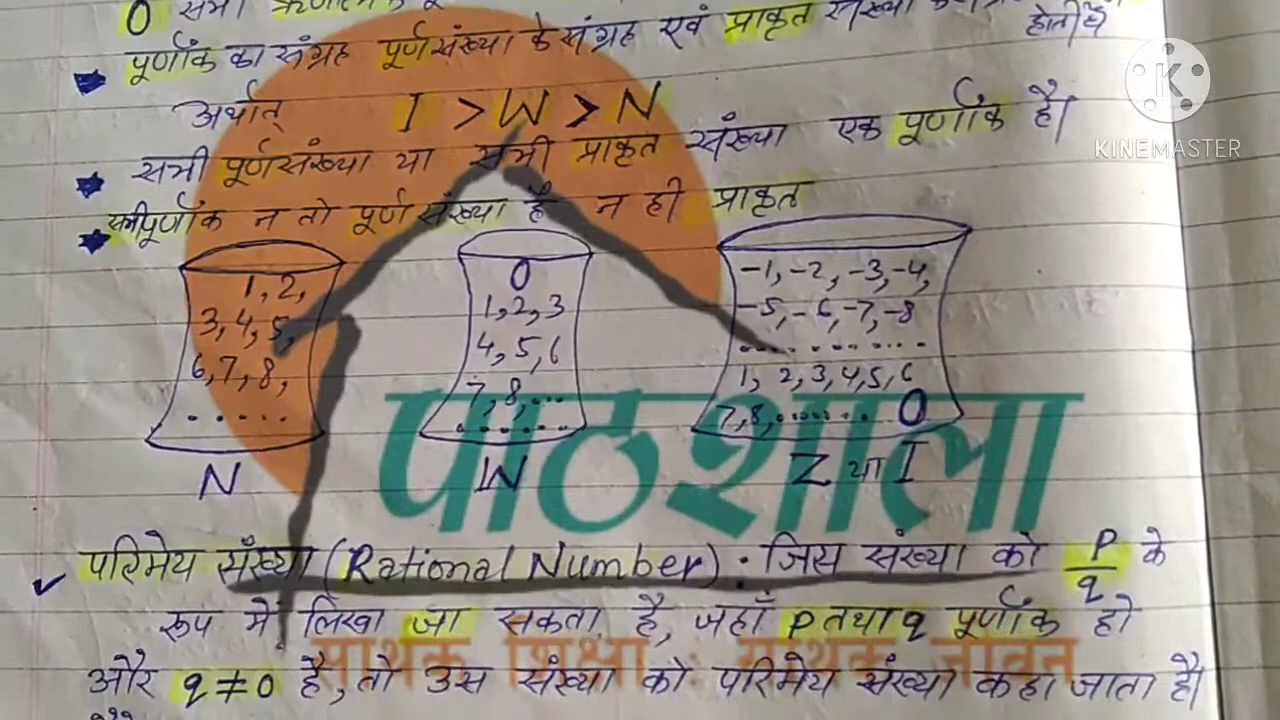 0 सभी ऋणात्मक पू
पूर्णांक का संग्रह पूर्ण संख्या के संग्रह एवं प्राकृत संख्या
होती है
अर्थात् I > W > N
सभी पूर्णसंख्या या सभी प्राकृत संख्या एक पूर्णांक है।
सभी पूर्णांक न तो पूर्ण संख्या है न ही प्राकृत
1, 2,
3, 4, 5,
6, 7, 8,
.....
N
0
1, 2, 3
4, 5, 6
7, 8, ...
.......
W
-1, -2, -3, -4,
-5, -6, -7, -8
.........
1, 2, 3, 4, 5, 6
7, 8, ....... 0
Z या I
पाठशाला
परिमेय संख्या (Rational Number) : जिस संख्या को P/q के
रूप में लिखा जा सकता है, जहाँ P तथा q पूर्णांक हो
सार्थक शिक्षा : सार्थक जीवन
और q ≠ 0 है, तो उस संख्या को परिमेय संख्या कहा जाता है।
K
KINEMASTER